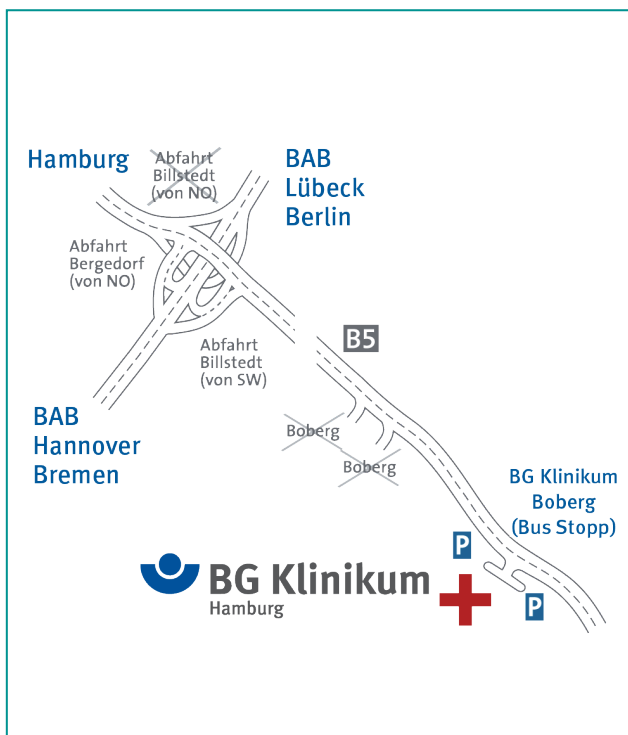 Hamburg
Abfahrt
Billstedt
(von NO)
BAB
Lübeck
Berlin
Abfahrt
Bergedorf
(von NO)
Abfahrt
Billstedt
(von SW)
B5
BAB
Hannover
Bremen
Boberg
Boberg
BG Klinikum
Boberg
(Bus Stopp)
P
BG Klinikum
Hamburg
P